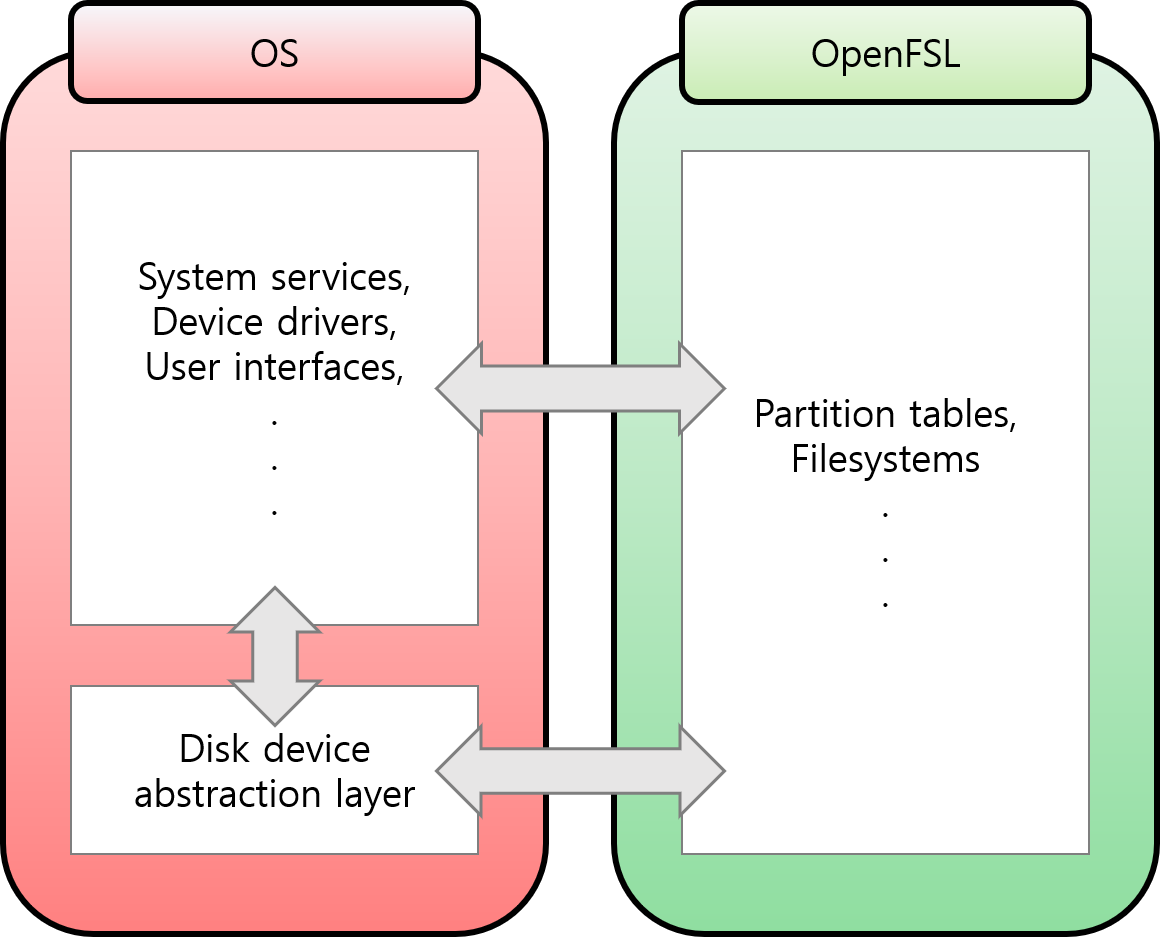 OS
System services,
Device drivers,
User interfaces,
.
.
.
Disk device
abstraction layer
OpenFSL
Partition tables,
Filesystems
.
.
.